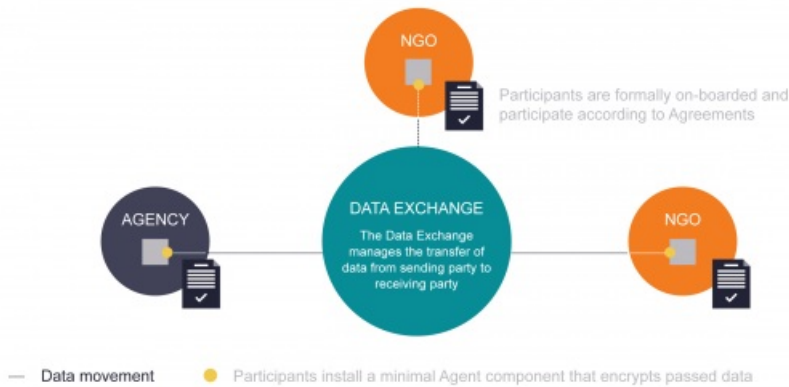 NGO
Participants are formally on-boarded and
participate according to Agreements
AGENCY
DATA EXCHANGE
The Data Exchange
manages the transfer of
data from sending party to
receiving party
NGO
Data movement
Participants install a minimal Agent component that encrypts passed data